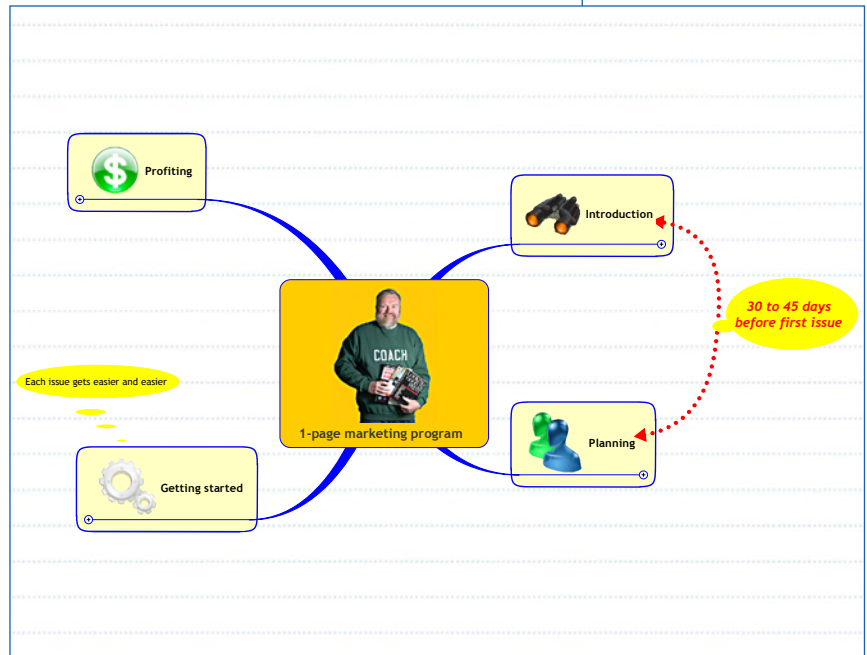 Profiting
Introduction
30 to 45 days
before first issue
COACH
1-page marketing program
Each issue gets easier and easier
Planning
Getting started